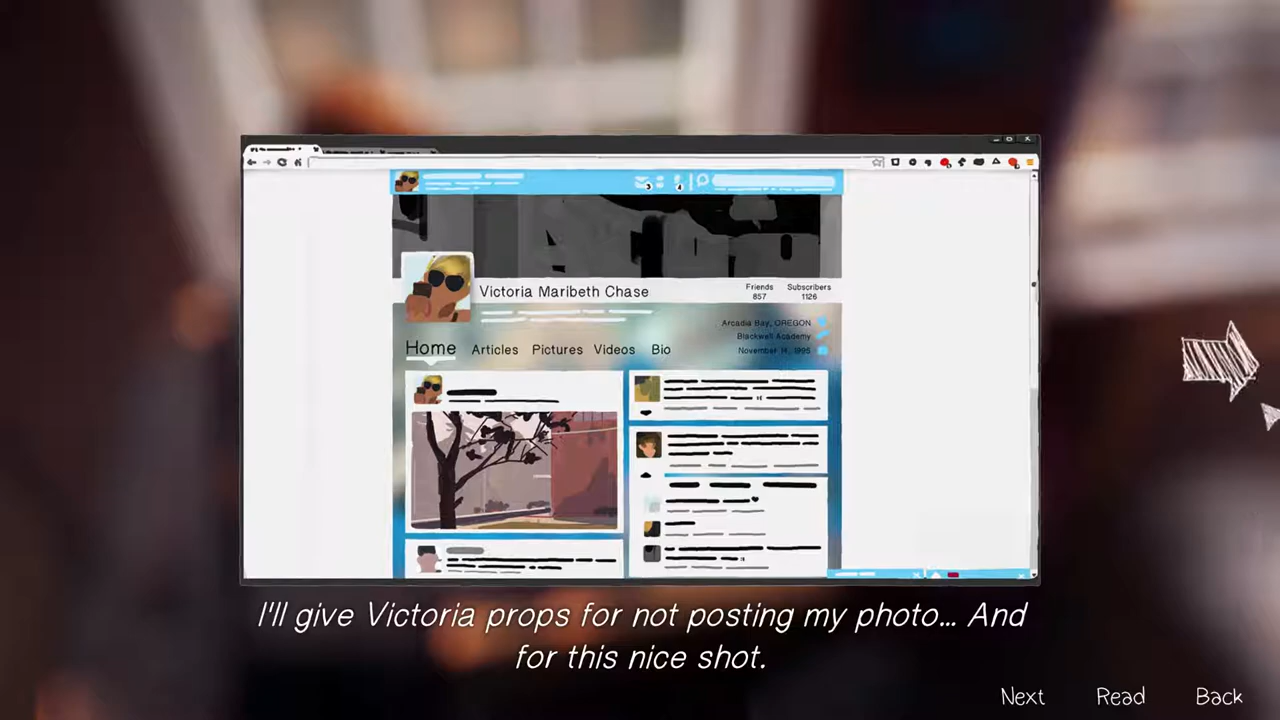 Victoria Maribeth Chase
Friends
857
Subscribers
1126
Arcadia Bay, OREGON
Blackwell Academy
November 14, 1995
Home Articles Pictures Videos Bio
I'll give Victoria props for not posting my photo... And
for this nice shot.
Next Read Back